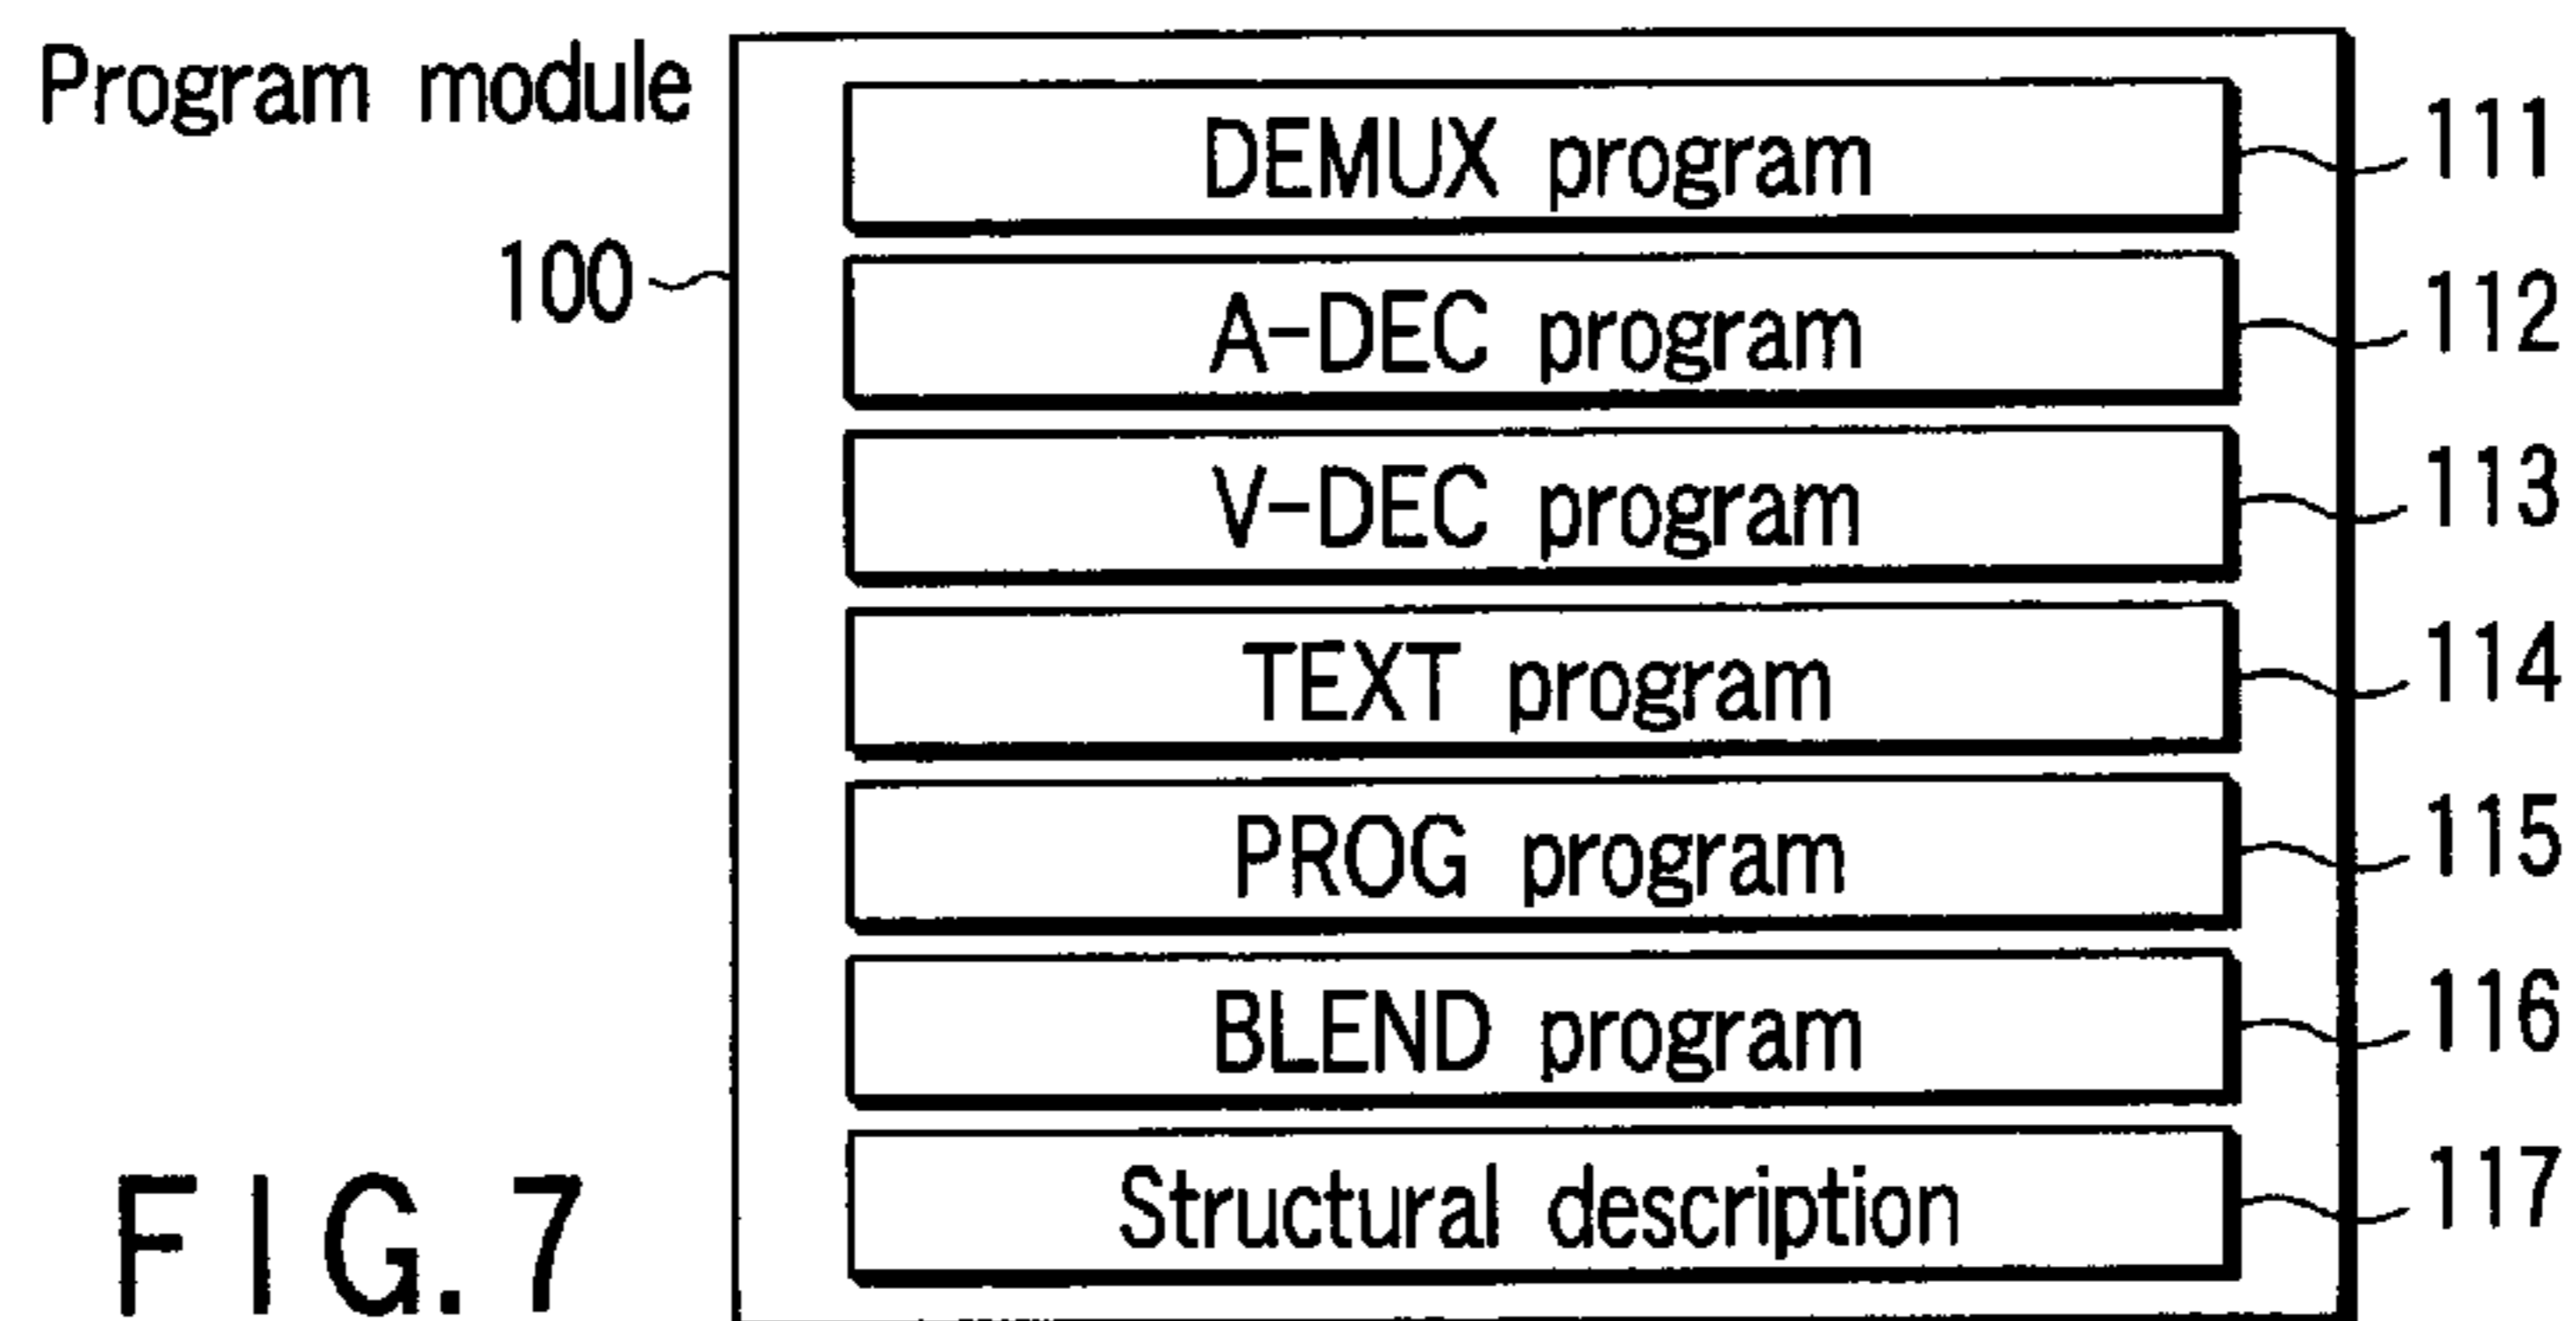 Program module
100
DEMUX program 111
A-DEC program 112
V-DEC program 113
TEXT program 114
PROG program 115
BLEND program 116
Structural description 117
FIG. 7